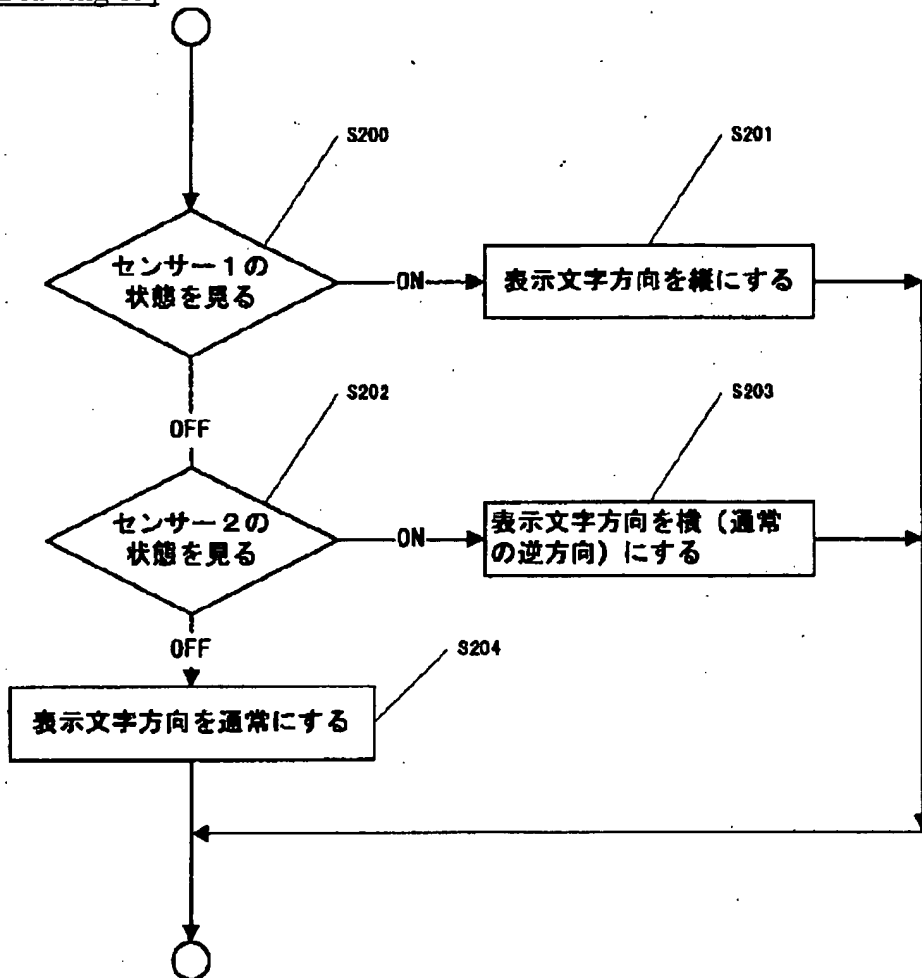 S200
S201
センサー１の
状態を見る
ON
表示文字方向を縦にする
OFF
S202
S203
センサー２の
状態を見る
ON
表示文字方向を横（通常
の逆方向）にする
OFF
S204
表示文字方向を通常にする